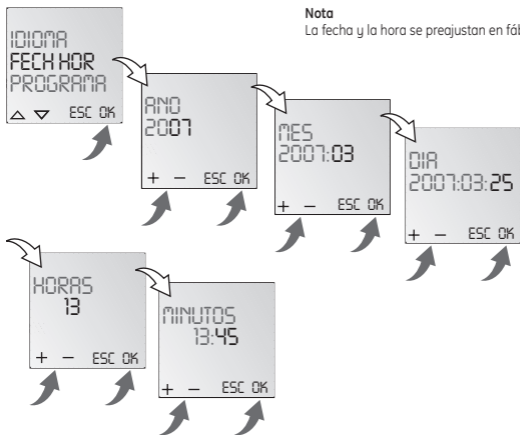 Nota
La fecha y la hora se preajustan en fáb
IDIOMA
FECH HOR
PROGRAMA
ESC OK
ANO
2007
+ − ESC OK
MES
2007:03
+ − ESC OK
DIA
2007:03:25
+ − ESC OK
HORAS
13
+ − ESC OK
MINUTOS
13:45
+ − ESC OK